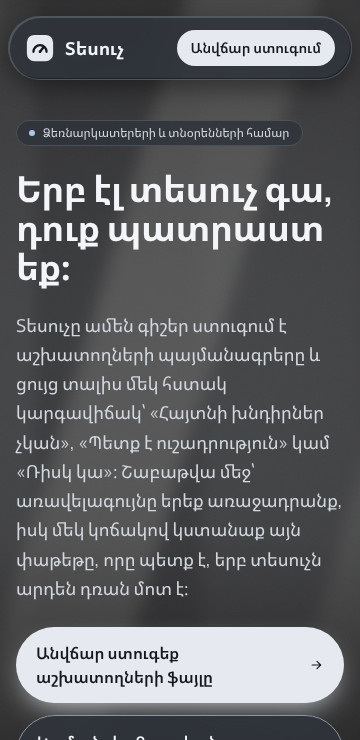 Տեսուչ
Անվճար ստուգում
Ձեռնարկատերերի և տնօրենների համար
Երբ էլ տեսուչ գա,
դուք պատրաստ
եք:
Տեսուչը ամեն գիշեր ստուգում է
աշխատողների պայմանագրերը և
ցույց տալիս մեկ հստակ
կարգավիճակ՝ «Հայտնի խնդիրներ
չկան», «Պետք է ուշադրություն» կամ
«Ռիսկ կա»: Շաբաթվա մեջ՝
առավելագույնը երեք առաջադրանք,
իսկ մեկ կոճակով կստանաք այն
փաթեթը, որը պետք է, երբ տեսուչն
արդեն դռան մոտ է:
Անվճար ստուգեք
աշխատողների ֆայլը